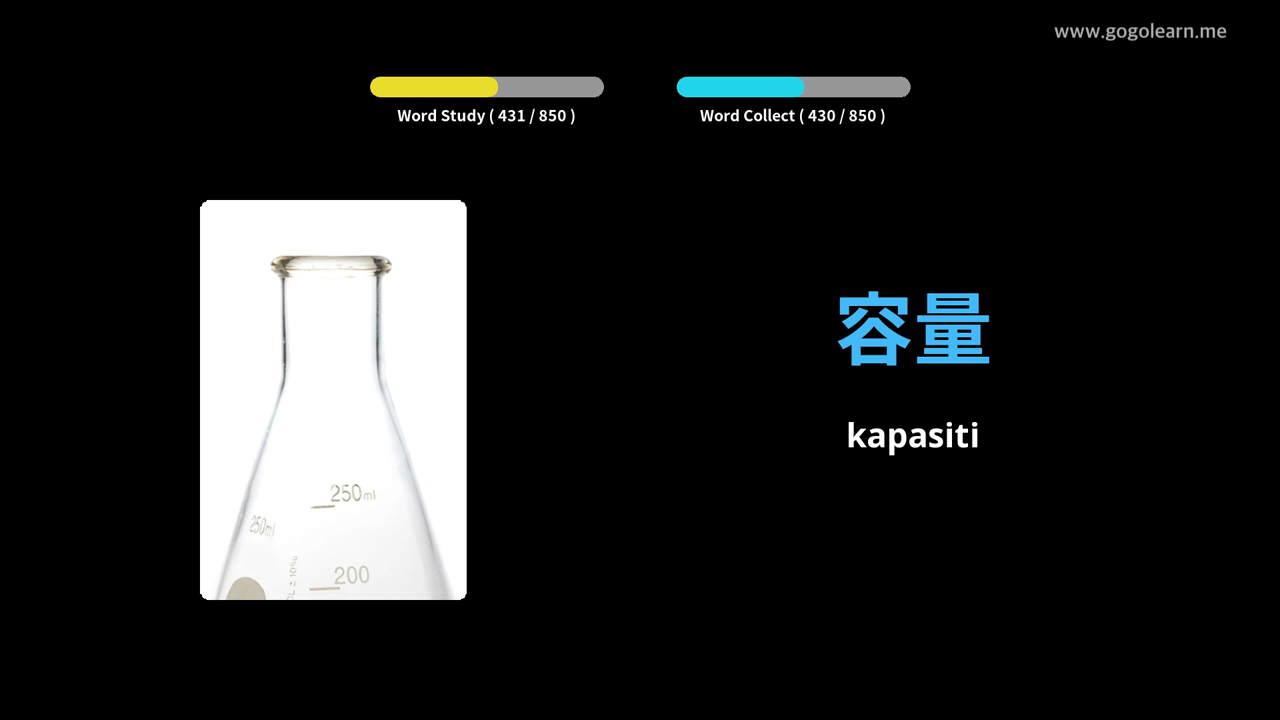 www.gogolearn.me
Word Study ( 431 / 850 )
Word Collect ( 430 / 850 )
容量
kapasiti
250ml
250ml
200